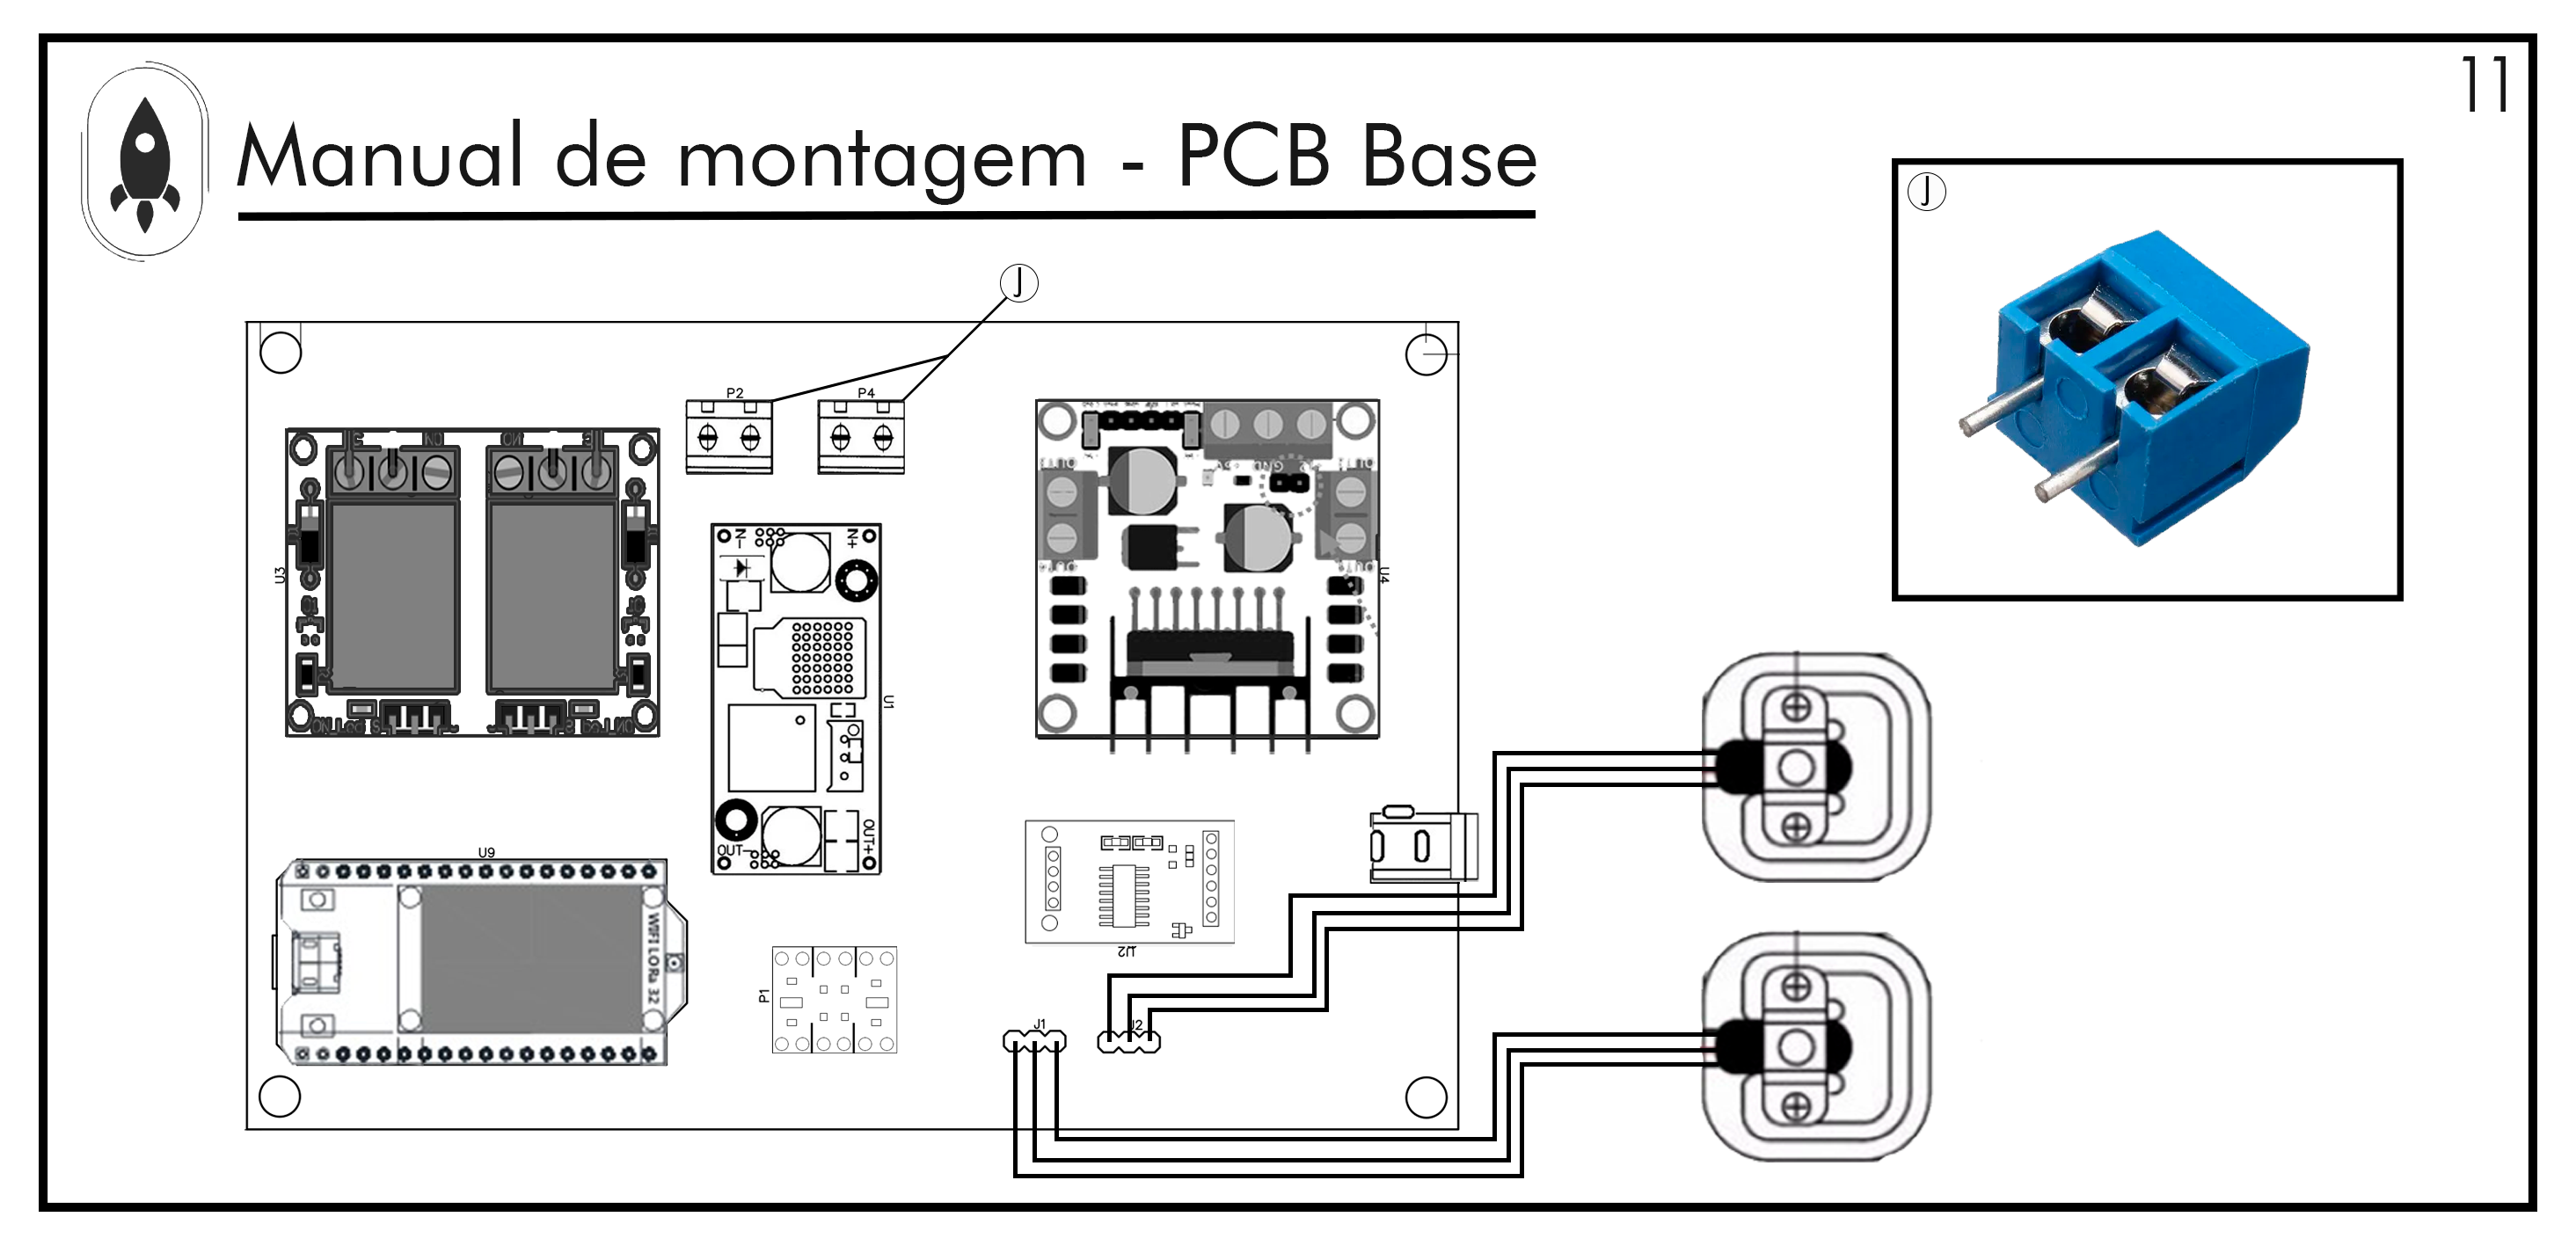 11
Manual de montagem - PCB Base
J
J
P2
P4
U3
U4
IN-
IN+
U1
OUT-
OUT+
U9
WIFI LORa 32
U2
P1
J1
J2